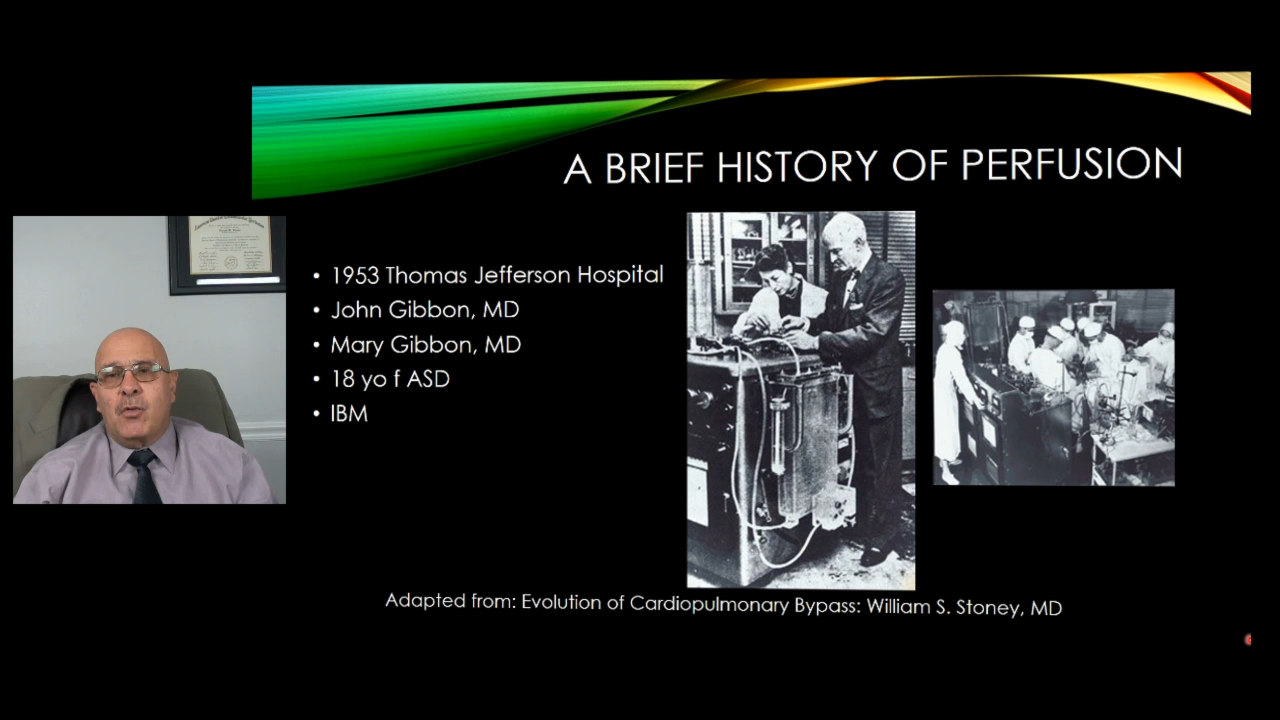 A BRIEF HISTORY OF PERFUSION
• 1953 Thomas Jefferson Hospital
• John Gibbon, MD
• Mary Gibbon, MD
• 18 yo f ASD
• IBM
Adapted from: Evolution of Cardiopulmonary Bypass: William S. Stoney, MD